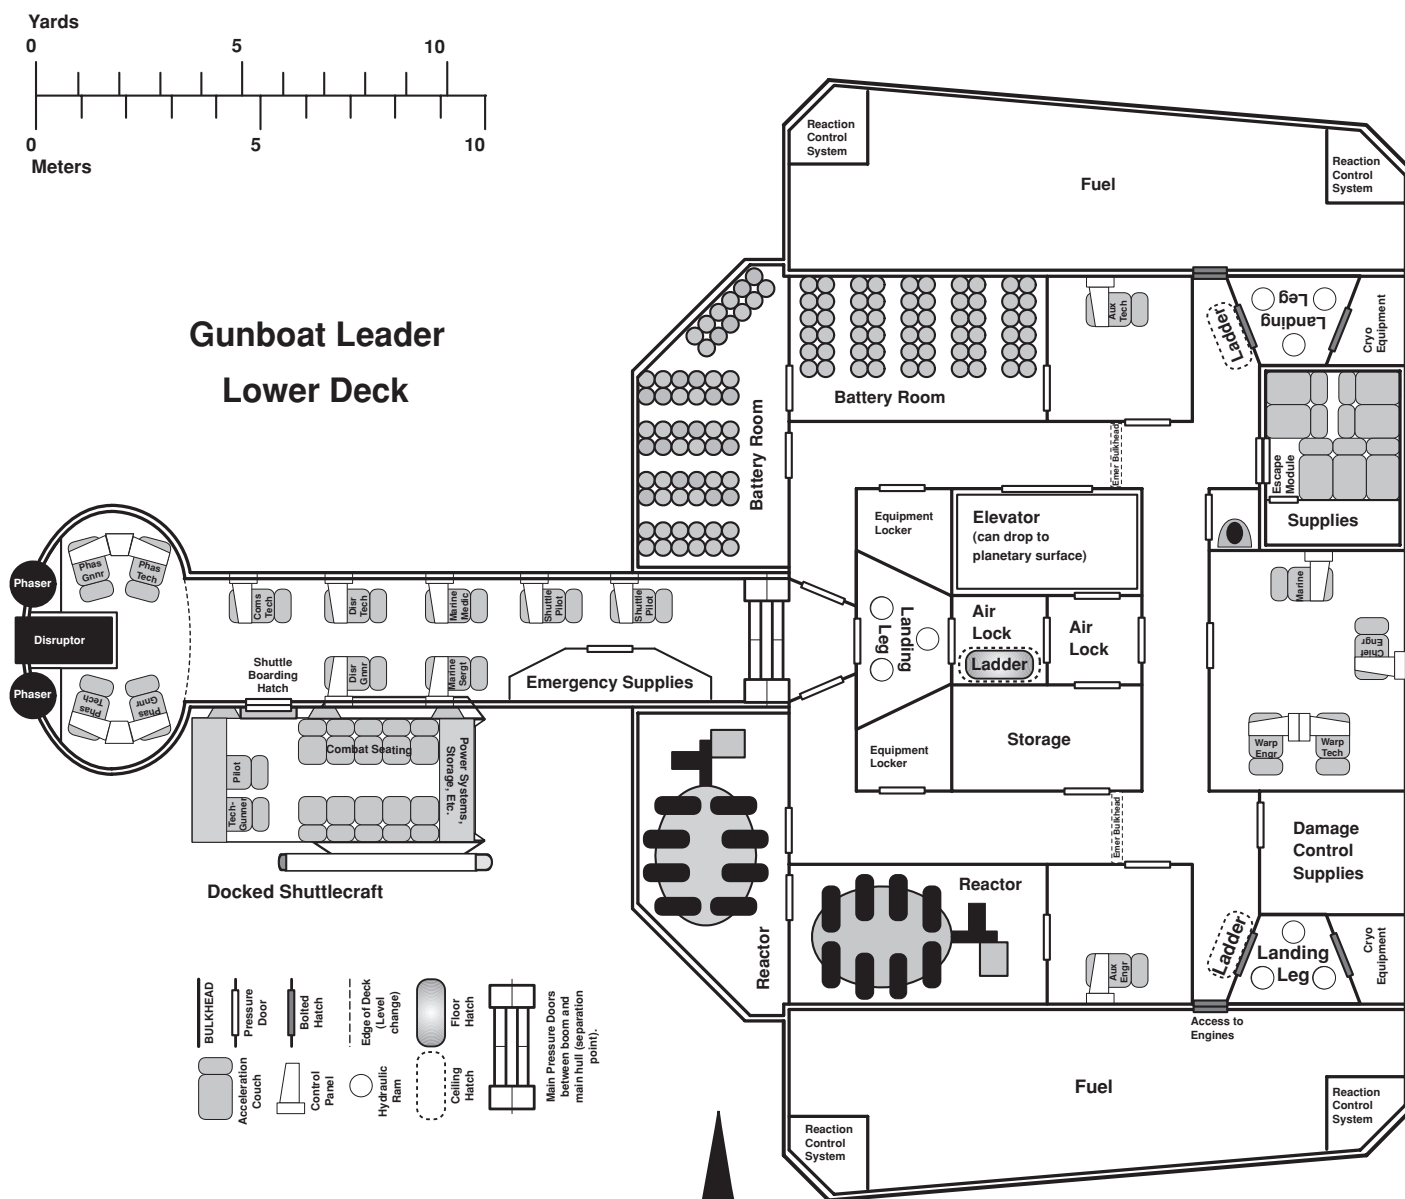 Yards
0
5
10
0
5
10
Meters
Gunboat Leader
Lower Deck
Reaction
Control
System
Fuel
Reaction
Control
System
Battery Room
Battery Room
Aux
Tech
Ladder
Landing
Leg
Cryo
Equipment
Emer Bulkhead
Escape
Module
Supplies
Equipment
Locker
Elevator
(can drop to
planetary surface)
Phaser
Disruptor
Phaser
Phas
Gnnr
Phas
Tech
Phas
Tech
Phas
Gnnr
Coms
Tech
Disr
Tech
Marine
Medic
Shuttle
Pilot
Shuttle
Pilot
Shuttle
Boarding
Hatch
Disr
Gnnr
Marine
Sergt
Emergency Supplies
Landing
Leg
Air
Lock
Ladder
Air
Lock
Marine
Chief
Engr
Equipment
Locker
Storage
Warp
Engr
Warp
Tech
Pilot
Tech-
Gunner
Combat Seating
Power Systems,
Storage, Etc.
Docked Shuttlecraft
Emer Bulkhead
Damage
Control
Supplies
Reactor
Reactor
Aux
Engr
Ladder
Landing
Leg
Cryo
Equipment
Access to
Engines
BULKHEAD
Pressure
Door
Bolted
Hatch
Edge of Deck
(Level
change)
Floor
Hatch
Main Pressure Doors
between boom and
main hull (separation
point).
Acceleration
Couch
Control
Panel
Hydraulic
Ram
Ceiling
Hatch
Fuel
Reaction
Control
System
Reaction
Control
System